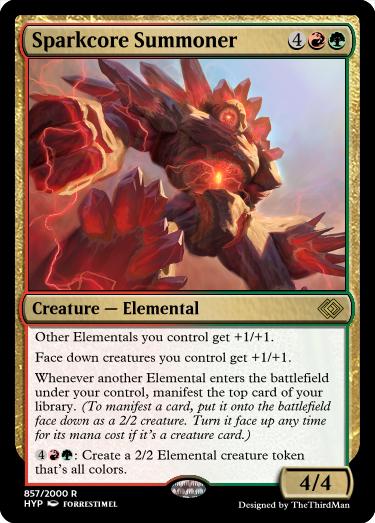 Sparkcore Summoner 4
Creature — Elemental
Other Elementals you control get +1/+1.
Face down creatures you control get +1/+1.
Whenever another Elemental enters the battlefield
under your control, manifest the top card of your
library. (To manifest a card, put it onto the battlefield
face down as a 2/2 creature. Turn it face up any time
for its mana cost if it's a creature card.)
4: Create a 2/2 Elemental creature token
that's all colors.
4/4
857/2000 R
HYP FORRESTIMEL
Designed by TheThirdMan